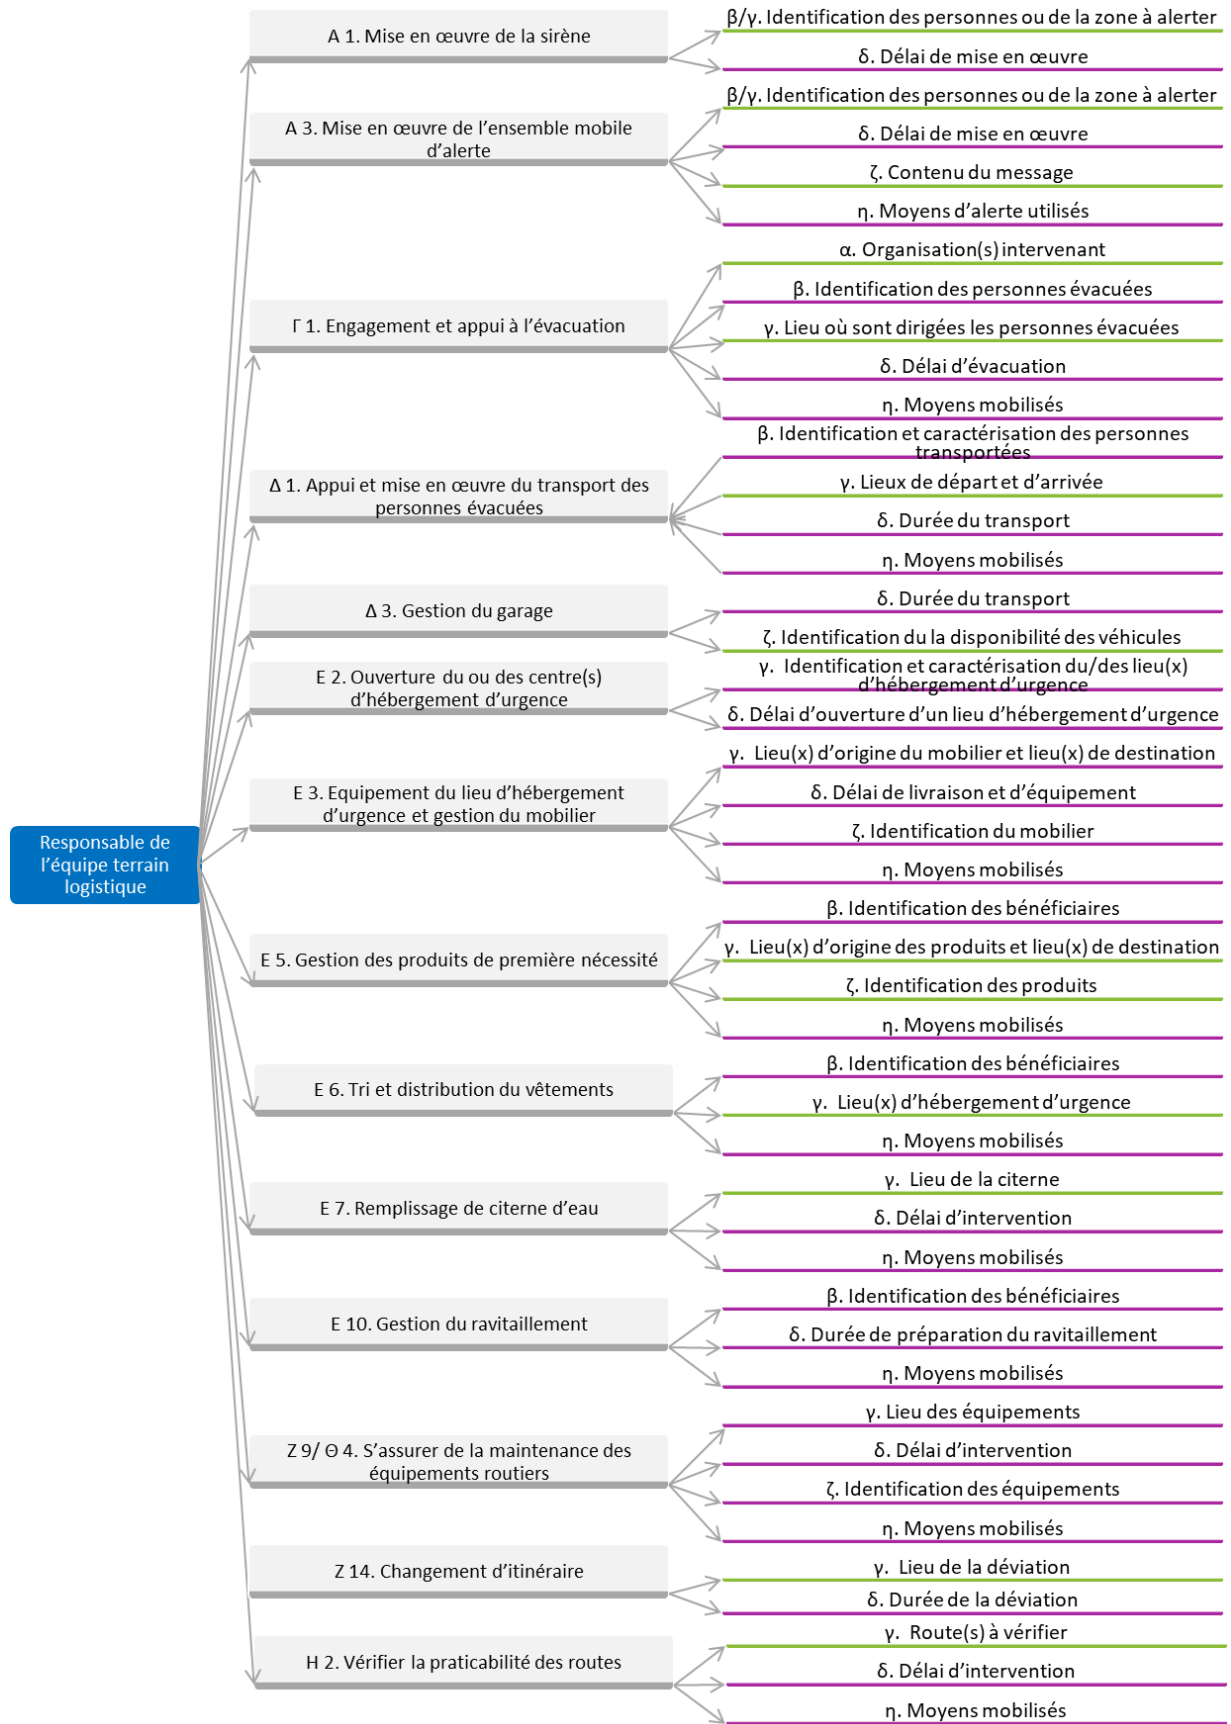 Responsable de
l’équipe terrain
logistique
A 1. Mise en œuvre de la sirène
β/γ. Identification des personnes ou de la zone à alerter
δ. Délai de mise en œuvre
A 3. Mise en œuvre de l’ensemble mobile
d’alerte
β/γ. Identification des personnes ou de la zone à alerter
δ. Délai de mise en œuvre
ζ. Contenu du message
η. Moyens d’alerte utilisés
Γ 1. Engagement et appui à l’évacuation
α. Organisation(s) intervenant
β. Identification des personnes évacuées
γ. Lieu où sont dirigées les personnes évacuées
δ. Délai d’évacuation
η. Moyens mobilisés
Δ 1. Appui et mise en œuvre du transport des
personnes évacuées
β. Identification et caractérisation des personnes
transportées
γ. Lieux de départ et d’arrivée
δ. Durée du transport
η. Moyens mobilisés
Δ 3. Gestion du garage
δ. Durée du transport
ζ. Identification du la disponibilité des véhicules
E 2. Ouverture du ou des centre(s)
d’hébergement d’urgence
γ. Identification et caractérisation du/des lieu(x)
d’hébergement d’urgence
δ. Délai d’ouverture d’un lieu d’hébergement d’urgence
E 3. Equipement du lieu d’hébergement
d’urgence et gestion du mobilier
γ. Lieu(x) d’origine du mobilier et lieu(x) de destination
δ. Délai de livraison et d’équipement
ζ. Identification du mobilier
η. Moyens mobilisés
E 5. Gestion des produits de première nécessité
β. Identification des bénéficiaires
γ. Lieu(x) d’origine des produits et lieu(x) de destination
ζ. Identification des produits
η. Moyens mobilisés
E 6. Tri et distribution du vêtements
β. Identification des bénéficiaires
γ. Lieu(x) d’hébergement d’urgence
η. Moyens mobilisés
E 7. Remplissage de citerne d’eau
γ. Lieu de la citerne
δ. Délai d’intervention
η. Moyens mobilisés
E 10. Gestion du ravitaillement
β. Identification des bénéficiaires
δ. Durée de préparation du ravitaillement
η. Moyens mobilisés
Z 9/ Θ 4. S’assurer de la maintenance des
équipements routiers
γ. Lieu des équipements
δ. Délai d’intervention
ζ. Identification des équipements
η. Moyens mobilisés
Z 14. Changement d’itinéraire
γ. Lieu de la déviation
δ. Durée de la déviation
H 2. Vérifier la praticabilité des routes
γ. Route(s) à vérifier
δ. Délai d’intervention
η. Moyens mobilisés